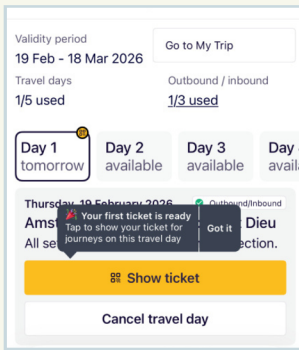 Validity period
Go to My Trip
19 Feb - 18 Mar 2026
Travel days
Outbound / inbound
1/5 used
1/3 used
Day 1
tomorrow
Day 2
available
Day 3
available
Day
Thursday, 19 February 2026
Outbound/Inbound
🎉 Your first ticket is ready
Tap to show your ticket for
journeys on this travel day
Got it
Dieu
All
Show ticket
Cancel travel day